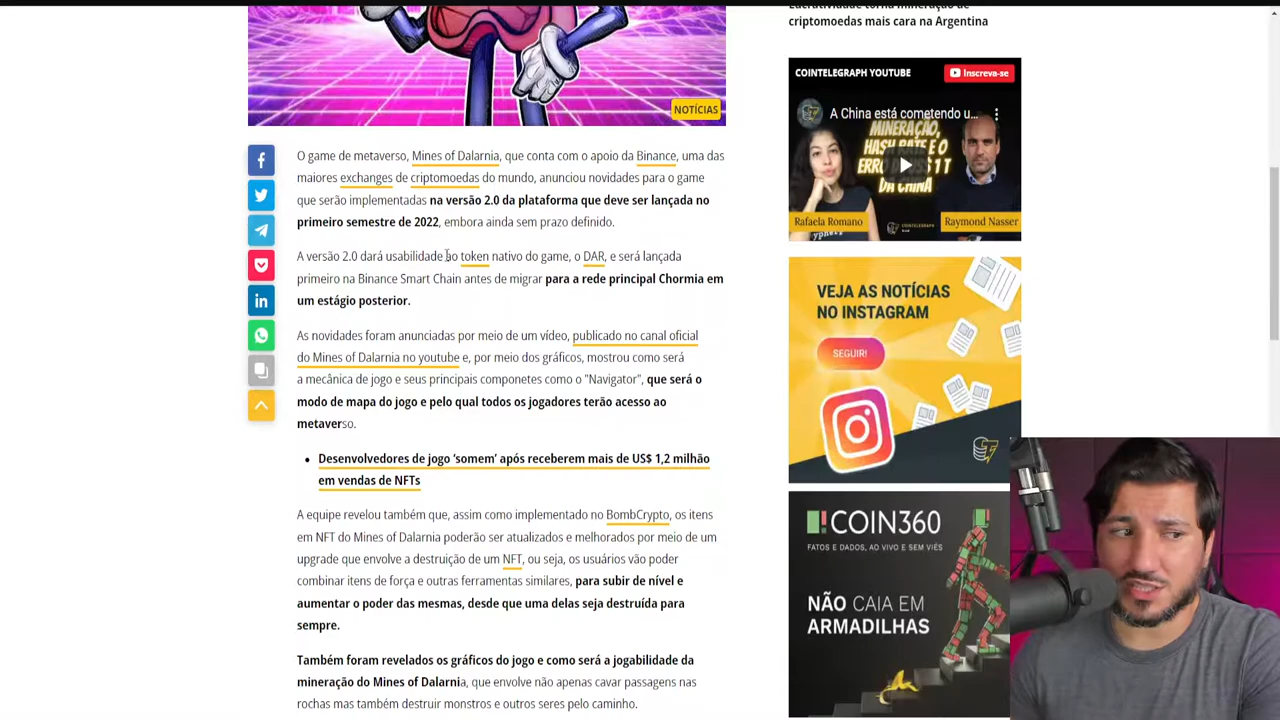 criptomoedas mais cara na Argentina
NOTÍCIAS
O game de metaverso, Mines of Dalarnia, que conta com o apoio da Binance, uma das
maiores exchanges de criptomoedas do mundo, anunciou novidades para o game
que serão implementadas na versão 2.0 da plataforma que deve ser lançada no
primeiro semestre de 2022, embora ainda sem prazo definido.
A versão 2.0 dará usabilidade ao token nativo do game, o DAR, e será lançada
primeiro na Binance Smart Chain antes de migrar para a rede principal Chormia em
um estágio posterior.
As novidades foram anunciadas por meio de um vídeo, publicado no canal oficial
do Mines of Dalarnia no youtube e, por meio dos gráficos, mostrou como será
a mecânica de jogo e seus principais componetes como o "Navigator", que será o
modo de mapa do jogo e pelo qual todos os jogadores terão acesso ao
metaverso.
• Desenvolvedores de jogo ‘somem’ após receberem mais de US$ 1,2 milhão
em vendas de NFTs
A equipe revelou também que, assim como implementado no BombCrypto, os itens
em NFT do Mines of Dalarnia poderão ser atualizados e melhorados por meio de um
upgrade que envolve a destruição de um NFT, ou seja, os usuários vão poder
combinar itens de força e outras ferramentas similares, para subir de nível e
aumentar o poder das mesmas, desde que uma delas seja destruída para
sempre.
Também foram revelados os gráficos do jogo e como será a jogabilidade da
mineração do Mines of Dalarnia, que envolve não apenas cavar passagens nas
rochas mas também destruir monstros e outros seres pelo caminho.
COINTELEGRAPH YOUTUBE
Inscreva-se
A China está cometendo u...
MINERAÇÃO,
HASH RATE E O
DA CHINA
Rafaela Romano
Raymond Nasser
VEJA AS NOTÍCIAS
NO INSTAGRAM
SEGUIR!
COIN360
FATOS E DADOS, AO VIVO E SEM VIÉS
NÃO CAIA EM
ARMADILHAS